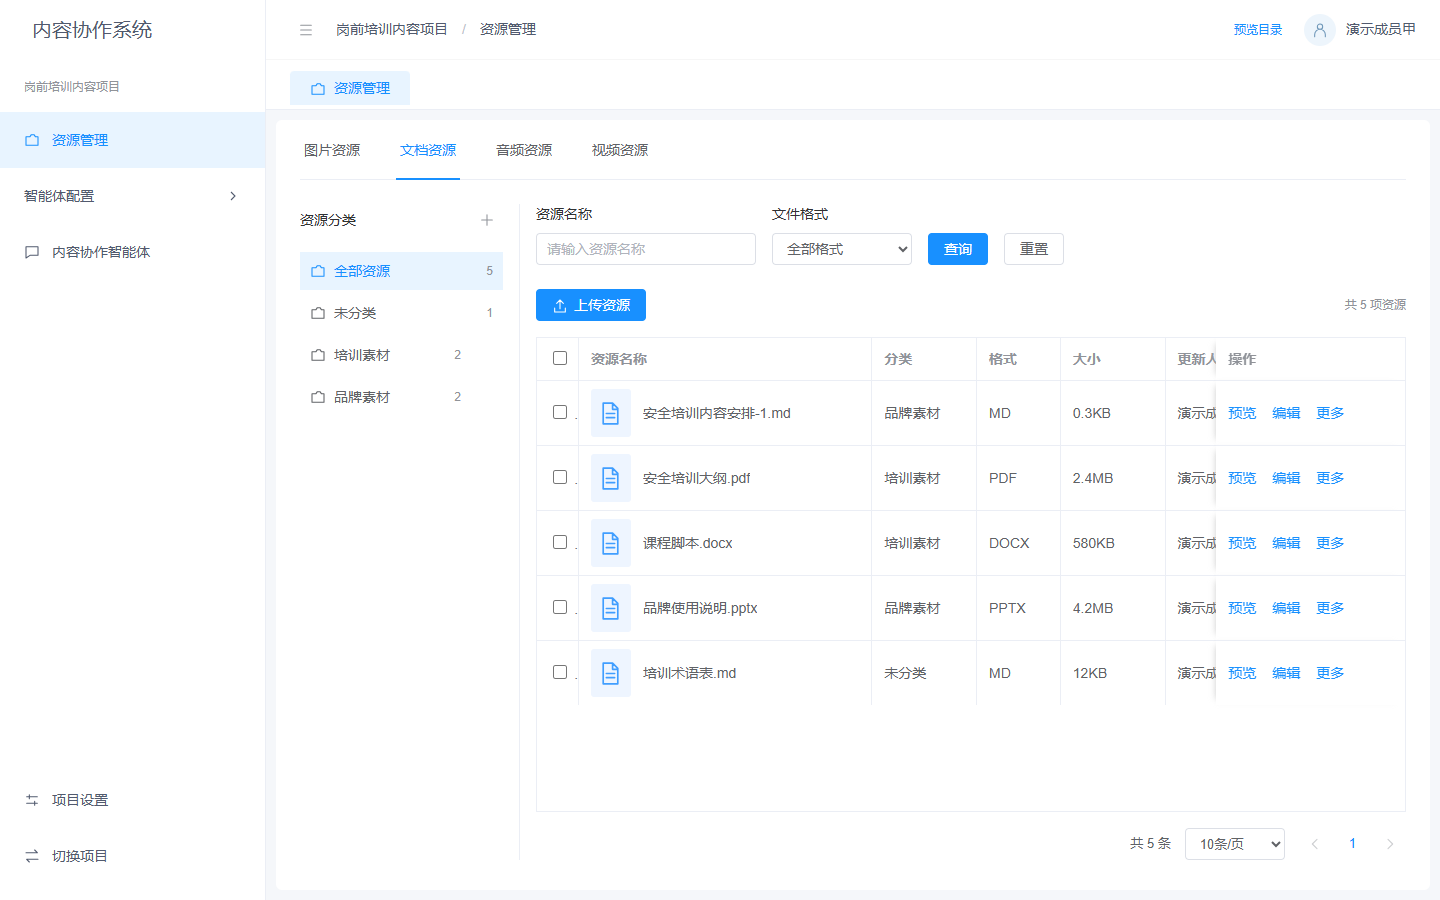 内容协作系统
岗前培训内容项目 / 资源管理
预览目录
演示成员甲
岗前培训内容项目
资源管理
智能体配置
内容协作智能体
项目设置
切换项目
资源管理
图片资源 文档资源 音频资源 视频资源
资源分类
全部资源 5
未分类 1
培训素材 2
品牌素材 2
资源名称 文件格式
请输入资源名称 全部格式 查询 重置
上传资源 共 5 项资源
资源名称 分类 格式 大小 更新人 操作
安全培训内容安排-1.md 品牌素材 MD 0.3KB 演示成 预览 编辑 更多
安全培训大纲.pdf 培训素材 PDF 2.4MB 演示成 预览 编辑 更多
课程脚本.docx 培训素材 DOCX 580KB 演示成 预览 编辑 更多
品牌使用说明.pptx 品牌素材 PPTX 4.2MB 演示成 预览 编辑 更多
培训术语表.md 未分类 MD 12KB 演示成 预览 编辑 更多
共 5 条 10条/页 1